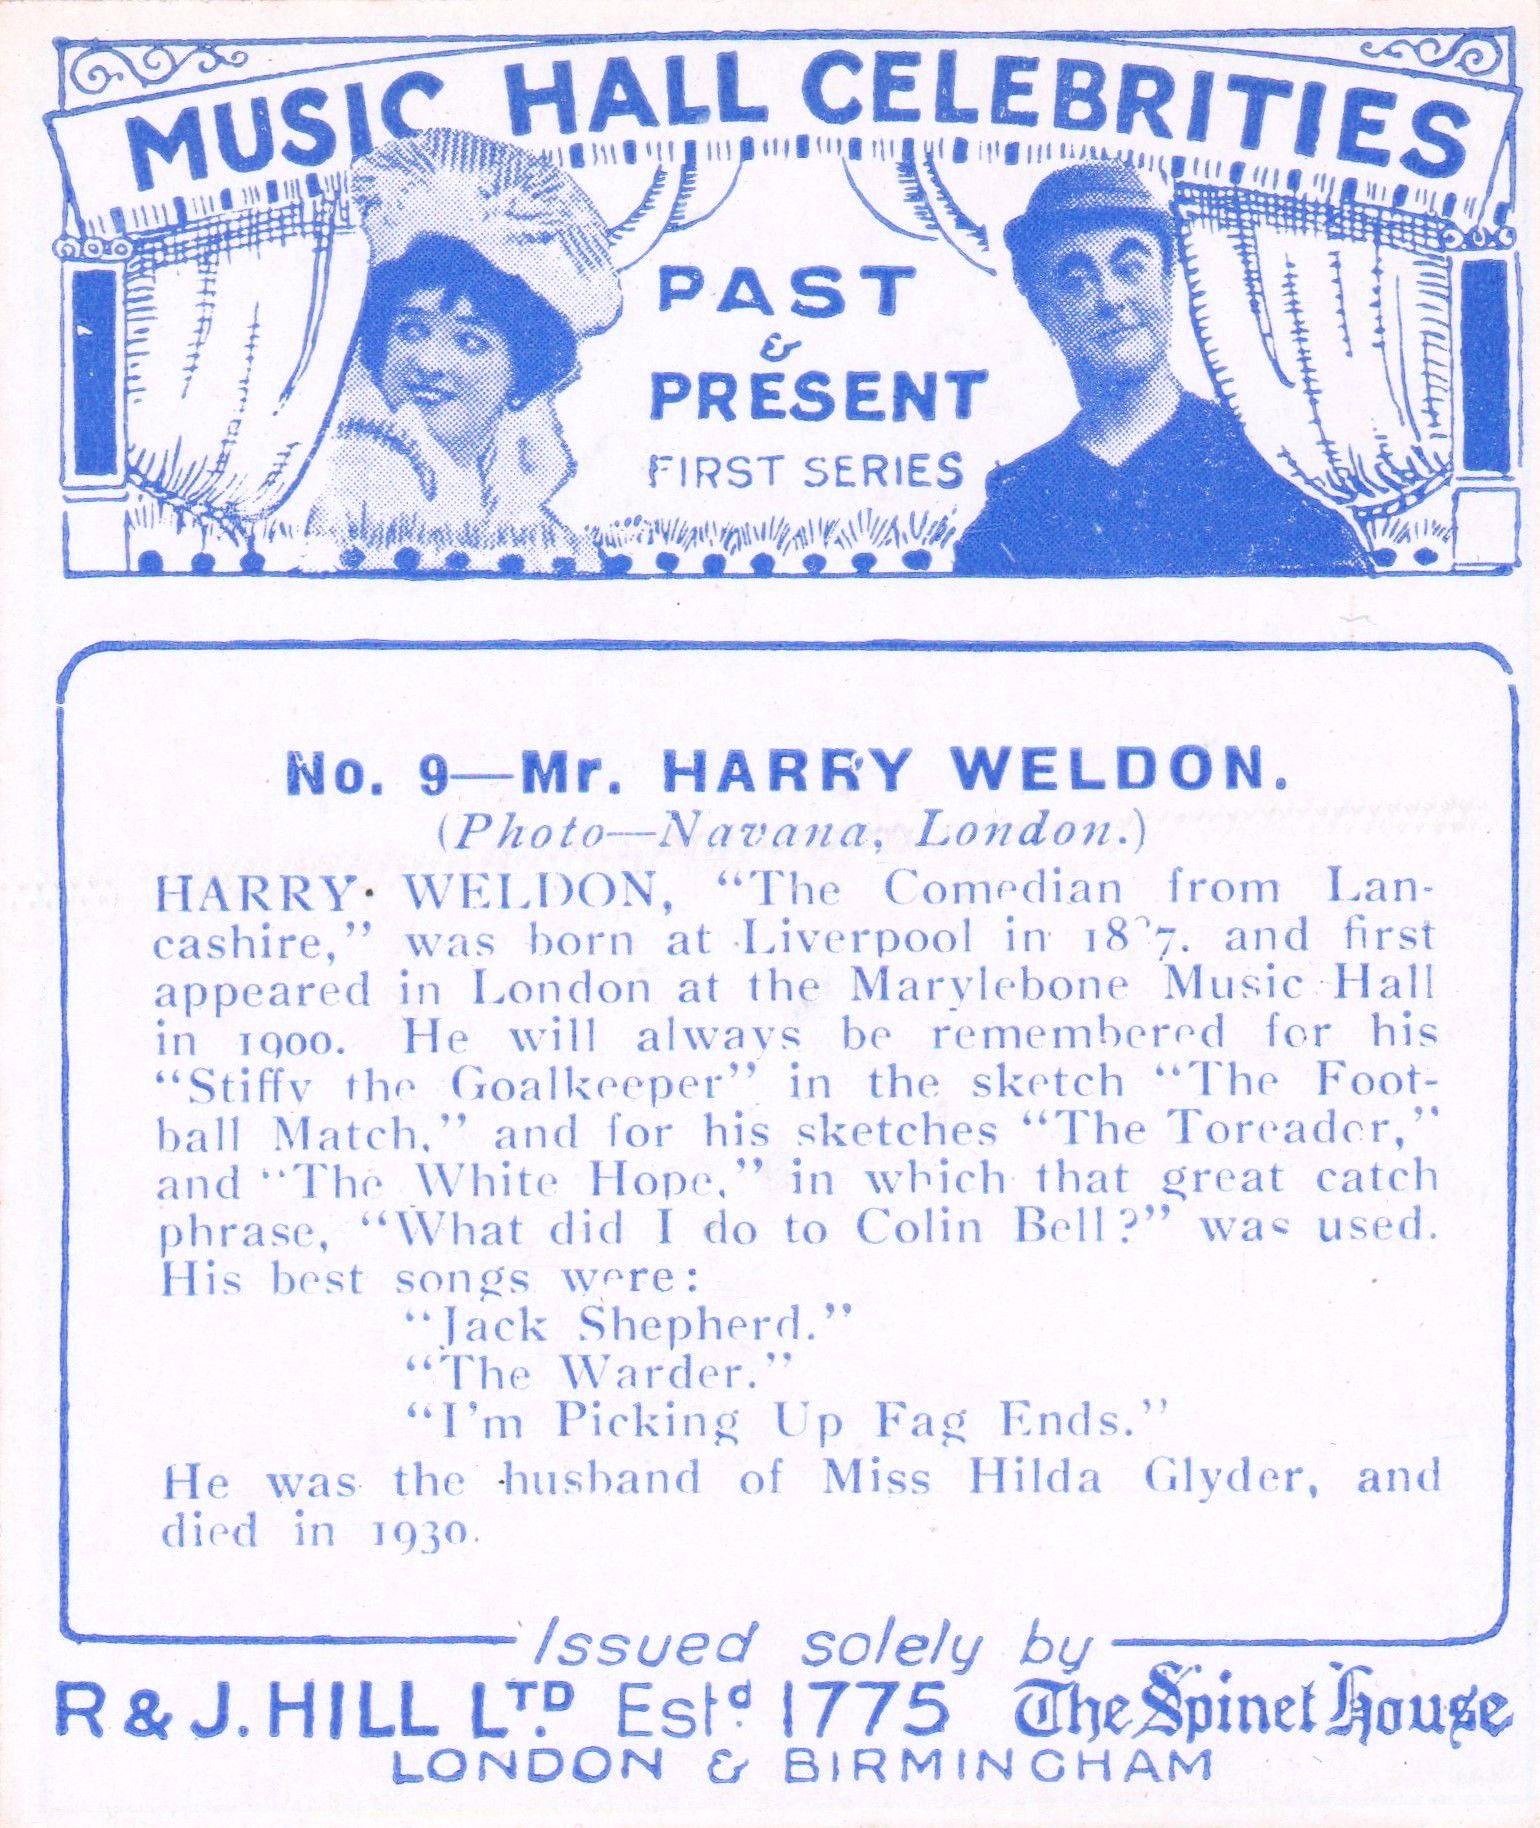 MUSIC HALL CELEBRITIES
PAST
&
PRESENT
FIRST SERIES
No. 9—Mr. HARRY WELDON.
(Photo—Navana, London.)
HARRY WELDON, “The Comedian from Lan-
cashire,” was born at Liverpool in and first
appeared in London at the Marylebone Music Hall
in 1900. He will always be remembered for his
“Stiffy the Goalkeeper” in the sketch “The Foot-
ball Match,” and for his sketches “The Toreador,”
and “The White Hope,” in which that great catch
phrase, “What did I do to Colin Bell?” was used.
His best songs were:
“Jack Shepherd.”
“The Warder.”
“I'm Picking Up Fag Ends.”
He was the husband of Miss Hilda Glyder, and
died in 1930.
Issued solely by
R & J. HILL LTD. Estd. 1775 The Spinet House
LONDON & BIRMINGHAM